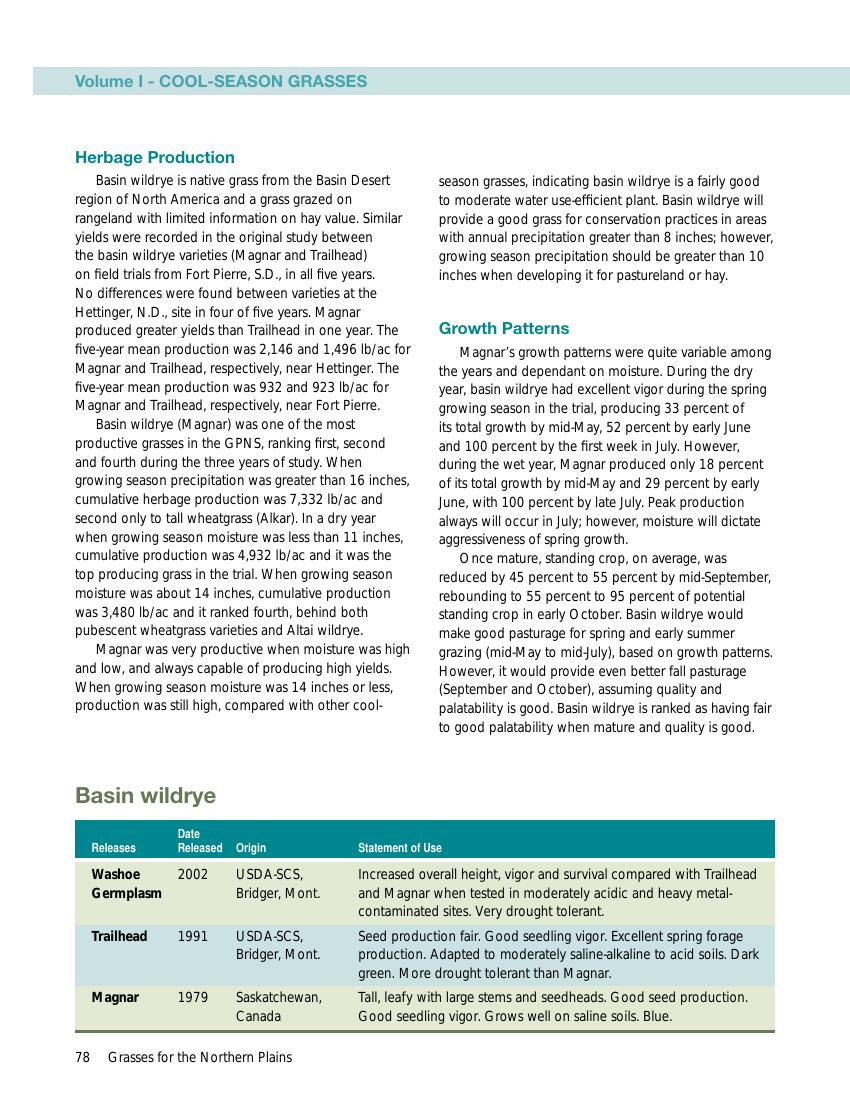 Volume I - COOL-SEASON GRASSES
Herbage Production
Basin wildrye is native grass from the Basin Desert
region of North America and a grass grazed on
rangeland with limited information on hay value. Similar
yields were recorded in the original study between
the basin wildrye varieties (Magnar and Trailhead)
on field trials from Fort Pierre, S.D., in all five years.
No differences were found between varieties at the
Hettinger, N.D., site in four of five years. Magnar
produced greater yields than Trailhead in one year. The
five-year mean production was 2,146 and 1,496 lb/ac for
Magnar and Trailhead, respectively, near Hettinger. The
five-year mean production was 932 and 923 lb/ac for
Magnar and Trailhead, respectively, near Fort Pierre.
Basin wildrye (Magnar) was one of the most
productive grasses in the GPNS, ranking first, second
and fourth during the three years of study. When
growing season precipitation was greater than 16 inches,
cumulative herbage production was 7,332 lb/ac and
second only to tall wheatgrass (Alkar). In a dry year
when growing season moisture was less than 11 inches,
cumulative production was 4,932 lb/ac and it was the
top producing grass in the trial. When growing season
moisture was about 14 inches, cumulative production
was 3,480 lb/ac and it ranked fourth, behind both
pubescent wheatgrass varieties and Altai wildrye.
Magnar was very productive when moisture was high
and low, and always capable of producing high yields.
When growing season moisture was 14 inches or less,
production was still high, compared with other cool-
season grasses, indicating basin wildrye is a fairly good
to moderate water use-efficient plant. Basin wildrye will
provide a good grass for conservation practices in areas
with annual precipitation greater than 8 inches; however,
growing season precipitation should be greater than 10
inches when developing it for pastureland or hay.
Growth Patterns
Magnar's growth patterns were quite variable among
the years and dependant on moisture. During the dry
year, basin wildrye had excellent vigor during the spring
growing season in the trial, producing 33 percent of
its total growth by mid-May, 52 percent by early June
and 100 percent by the first week in July. However,
during the wet year, Magnar produced only 18 percent
of its total growth by mid-May and 29 percent by early
June, with 100 percent by late July. Peak production
always will occur in July; however, moisture will dictate
aggressiveness of spring growth.
Once mature, standing crop, on average, was
reduced by 45 percent to 55 percent by mid-September,
rebounding to 55 percent to 95 percent of potential
standing crop in early October. Basin wildrye would
make good pasturage for spring and early summer
grazing (mid-May to mid-July), based on growth patterns.
However, it would provide even better fall pasturage
(September and October), assuming quality and
palatability is good. Basin wildrye is ranked as having fair
to good palatability when mature and quality is good.
Basin wildrye
Releases Date Released Origin Statement of Use
Washoe 2002 USDA-SCS, Increased overall height, vigor and survival compared with Trailhead
Germplasm Bridger, Mont. and Magnar when tested in moderately acidic and heavy metal-
contaminated sites. Very drought tolerant.
Trailhead 1991 USDA-SCS, Seed production fair. Good seedling vigor. Excellent spring forage
Bridger, Mont. production. Adapted to moderately saline-alkaline to acid soils. Dark
green. More drought tolerant than Magnar.
Magnar 1979 Saskatchewan, Tall, leafy with large stems and seedheads. Good seed production.
Canada Good seedling vigor. Grows well on saline soils. Blue.
78 Grasses for the Northern Plains